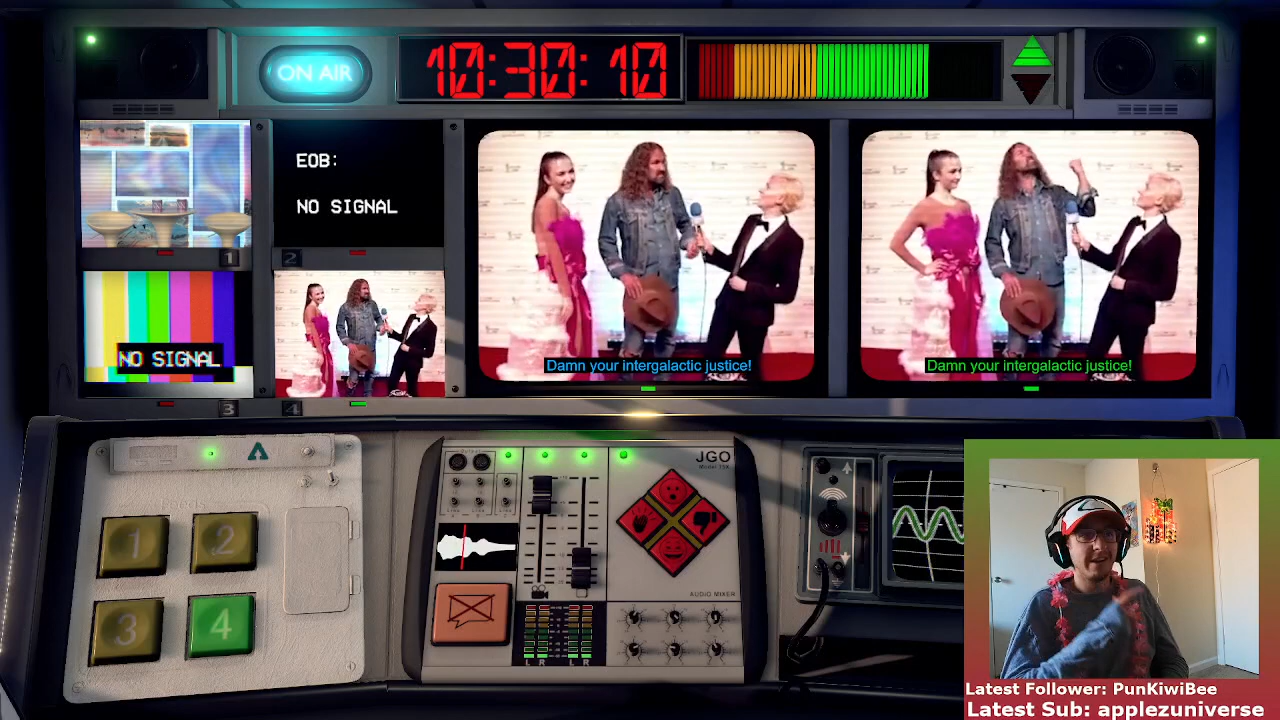 ON AIR
10:30:10
EOB:
NO SIGNAL
1
2
NO SIGNAL
3
4
Damn your intergalactic justice!
Damn your intergalactic justice!
1
2
3
4
JGO
AUDIO MIXER
L R
L R
Latest Follower: PunKiwiBee
Latest Sub: applezuniverse